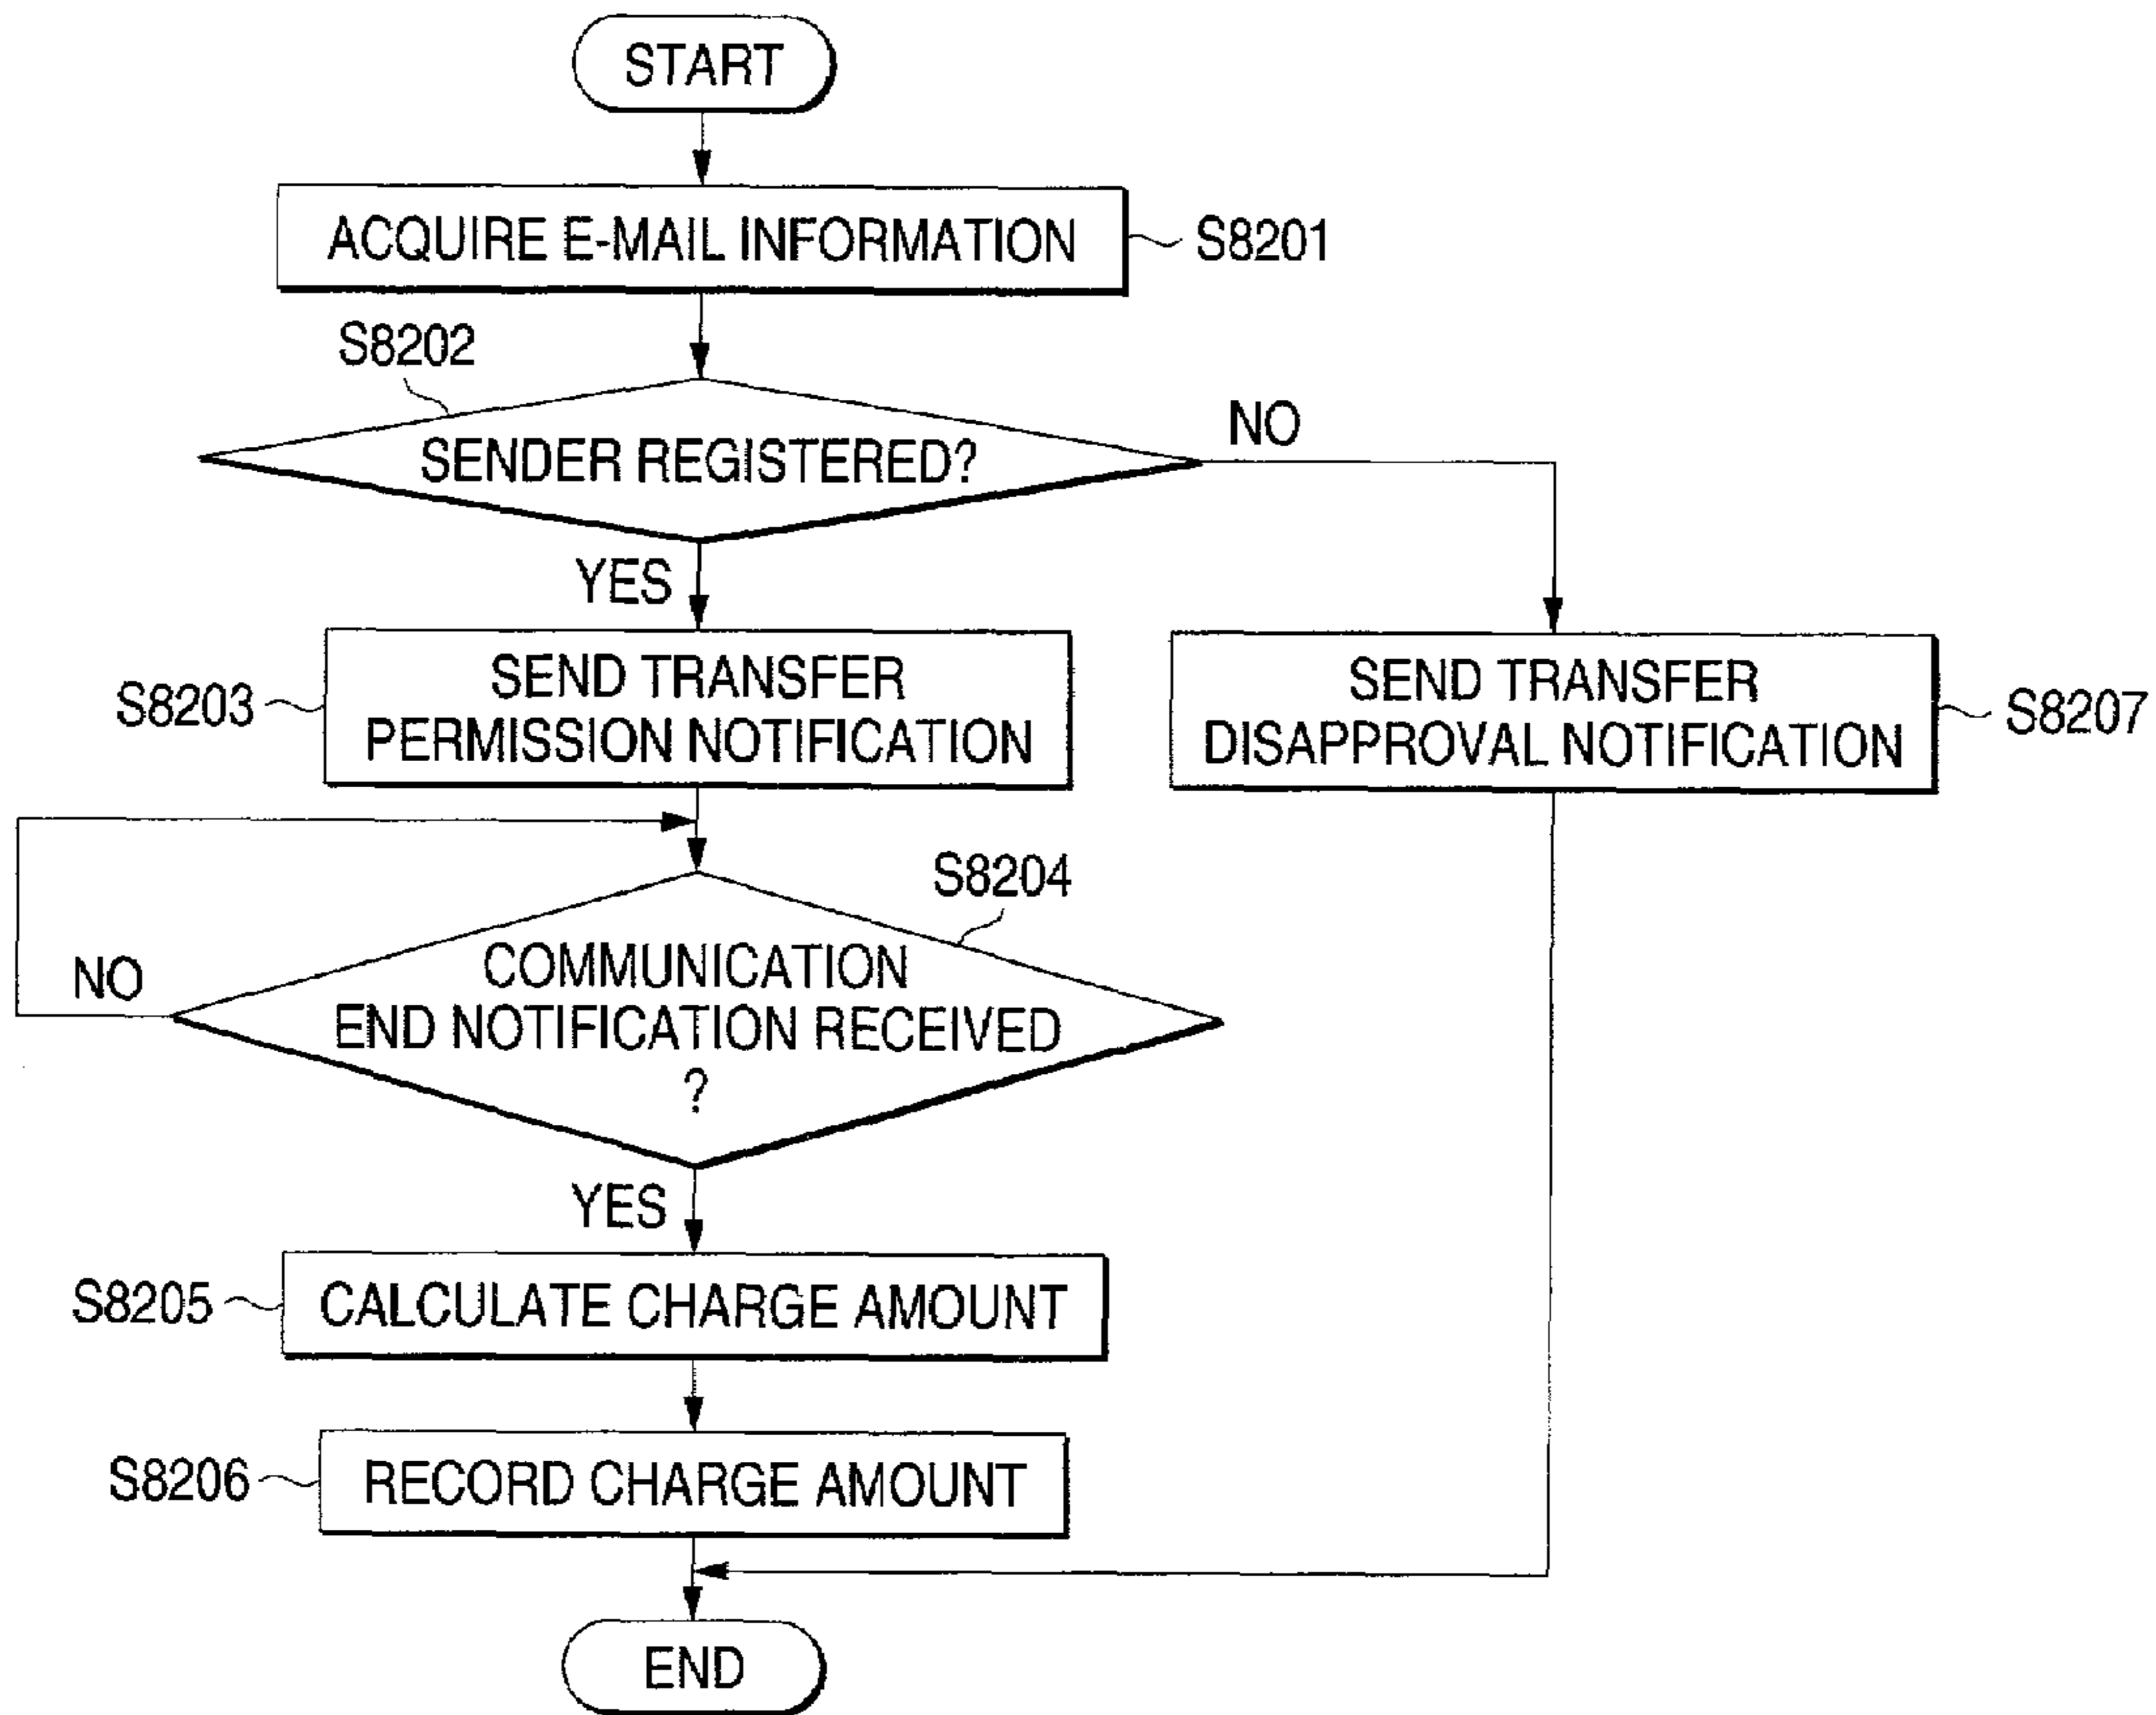 START
ACQUIRE E-MAIL INFORMATION
S8201
S8202
SENDER REGISTERED?
NO
YES
SEND TRANSFER
PERMISSION NOTIFICATION
S8203
SEND TRANSFER
DISAPPROVAL NOTIFICATION
S8207
S8204
COMMUNICATION
END NOTIFICATION RECEIVED
?
NO
YES
S8205
CALCULATE CHARGE AMOUNT
S8206
RECORD CHARGE AMOUNT
END